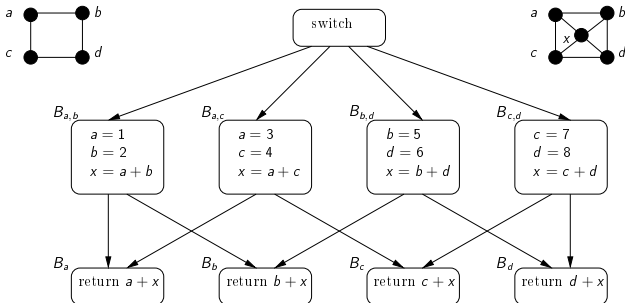 a b
c d
switch
a b
x
c d
B_{a,b}
a = 1
b = 2
x = a + b
B_{a,c}
a = 3
c = 4
x = a + c
B_{b,d}
b = 5
d = 6
x = b + d
B_{c,d}
c = 7
d = 8
x = c + d
B_a
return a + x
B_b
return b + x
B_c
return c + x
B_d
return d + x